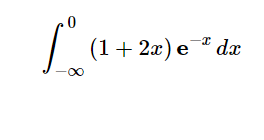 ∫_{-∞}^{0} (1 + 2x) e^{-x} dx